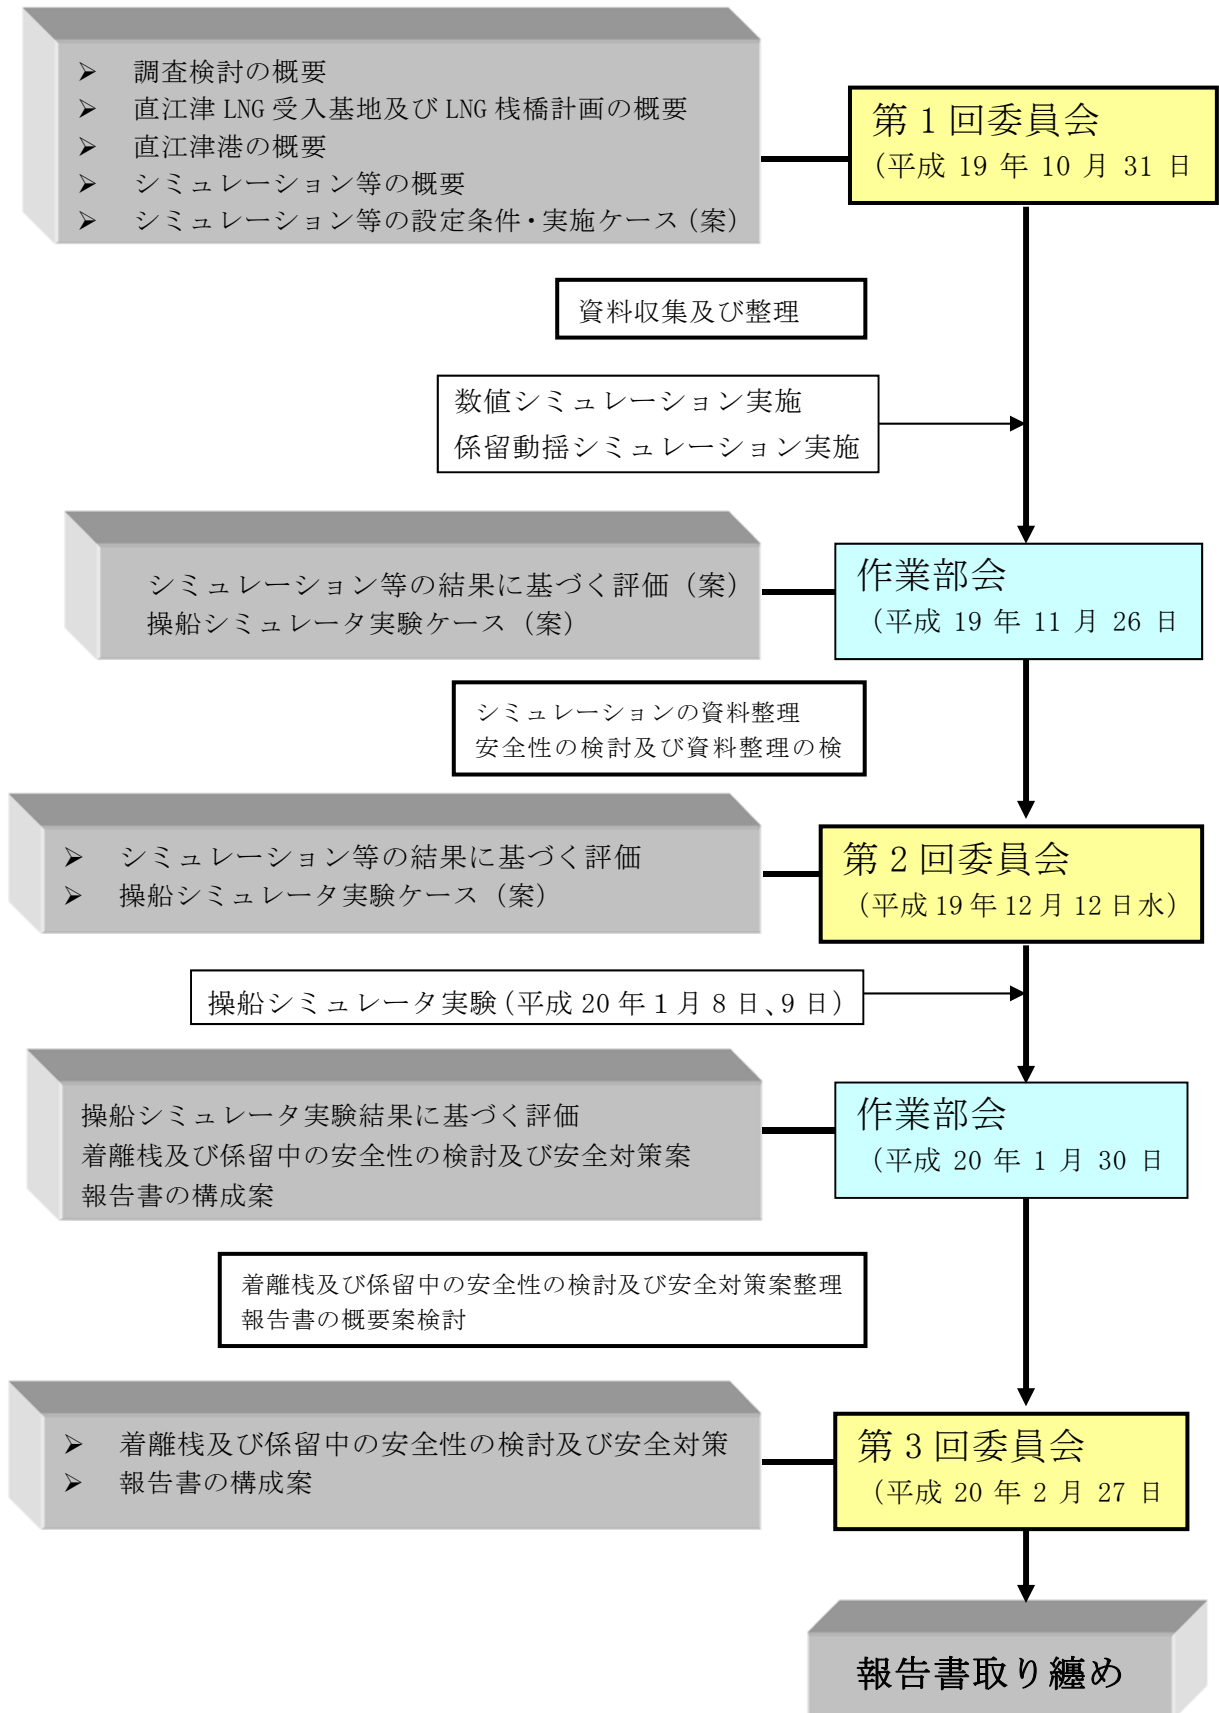 ➢ 調査検討の概要
➢ 直江津 LNG 受入基地及び LNG 桟橋計画の概要
➢ 直江津港の概要
➢ シミュレーション等の概要
➢ シミュレーション等の設定条件・実施ケース(案)
第 1 回委員会
(平成 19 年 10 月 31 日
資料収集及び整理
数値シミュレーション実施
係留動揺シミュレーション実施
シミュレーション等の結果に基づく評価（案）
操船シミュレータ実験ケース（案）
作業部会
(平成 19 年 11 月 26 日
シミュレーションの資料整理
安全性の検討及び資料整理の検
➢ シミュレーション等の結果に基づく評価
➢ 操船シミュレータ実験ケース（案）
第 2 回委員会
（平成 19 年 12 月 12 日水）
操船シミュレータ実験(平成 20 年 1 月 8 日、9 日)
操船シミュレータ実験結果に基づく評価
着離桟及び係留中の安全性の検討及び安全対策案
報告書の構成案
作業部会
(平成 20 年 1 月 30 日
着離桟及び係留中の安全性の検討及び安全対策案整理
報告書の概要案検討
➢ 着離桟及び係留中の安全性の検討及び安全対策
➢ 報告書の構成案
第 3 回委員会
(平成 20 年 2 月 27 日
報告書取り纏め